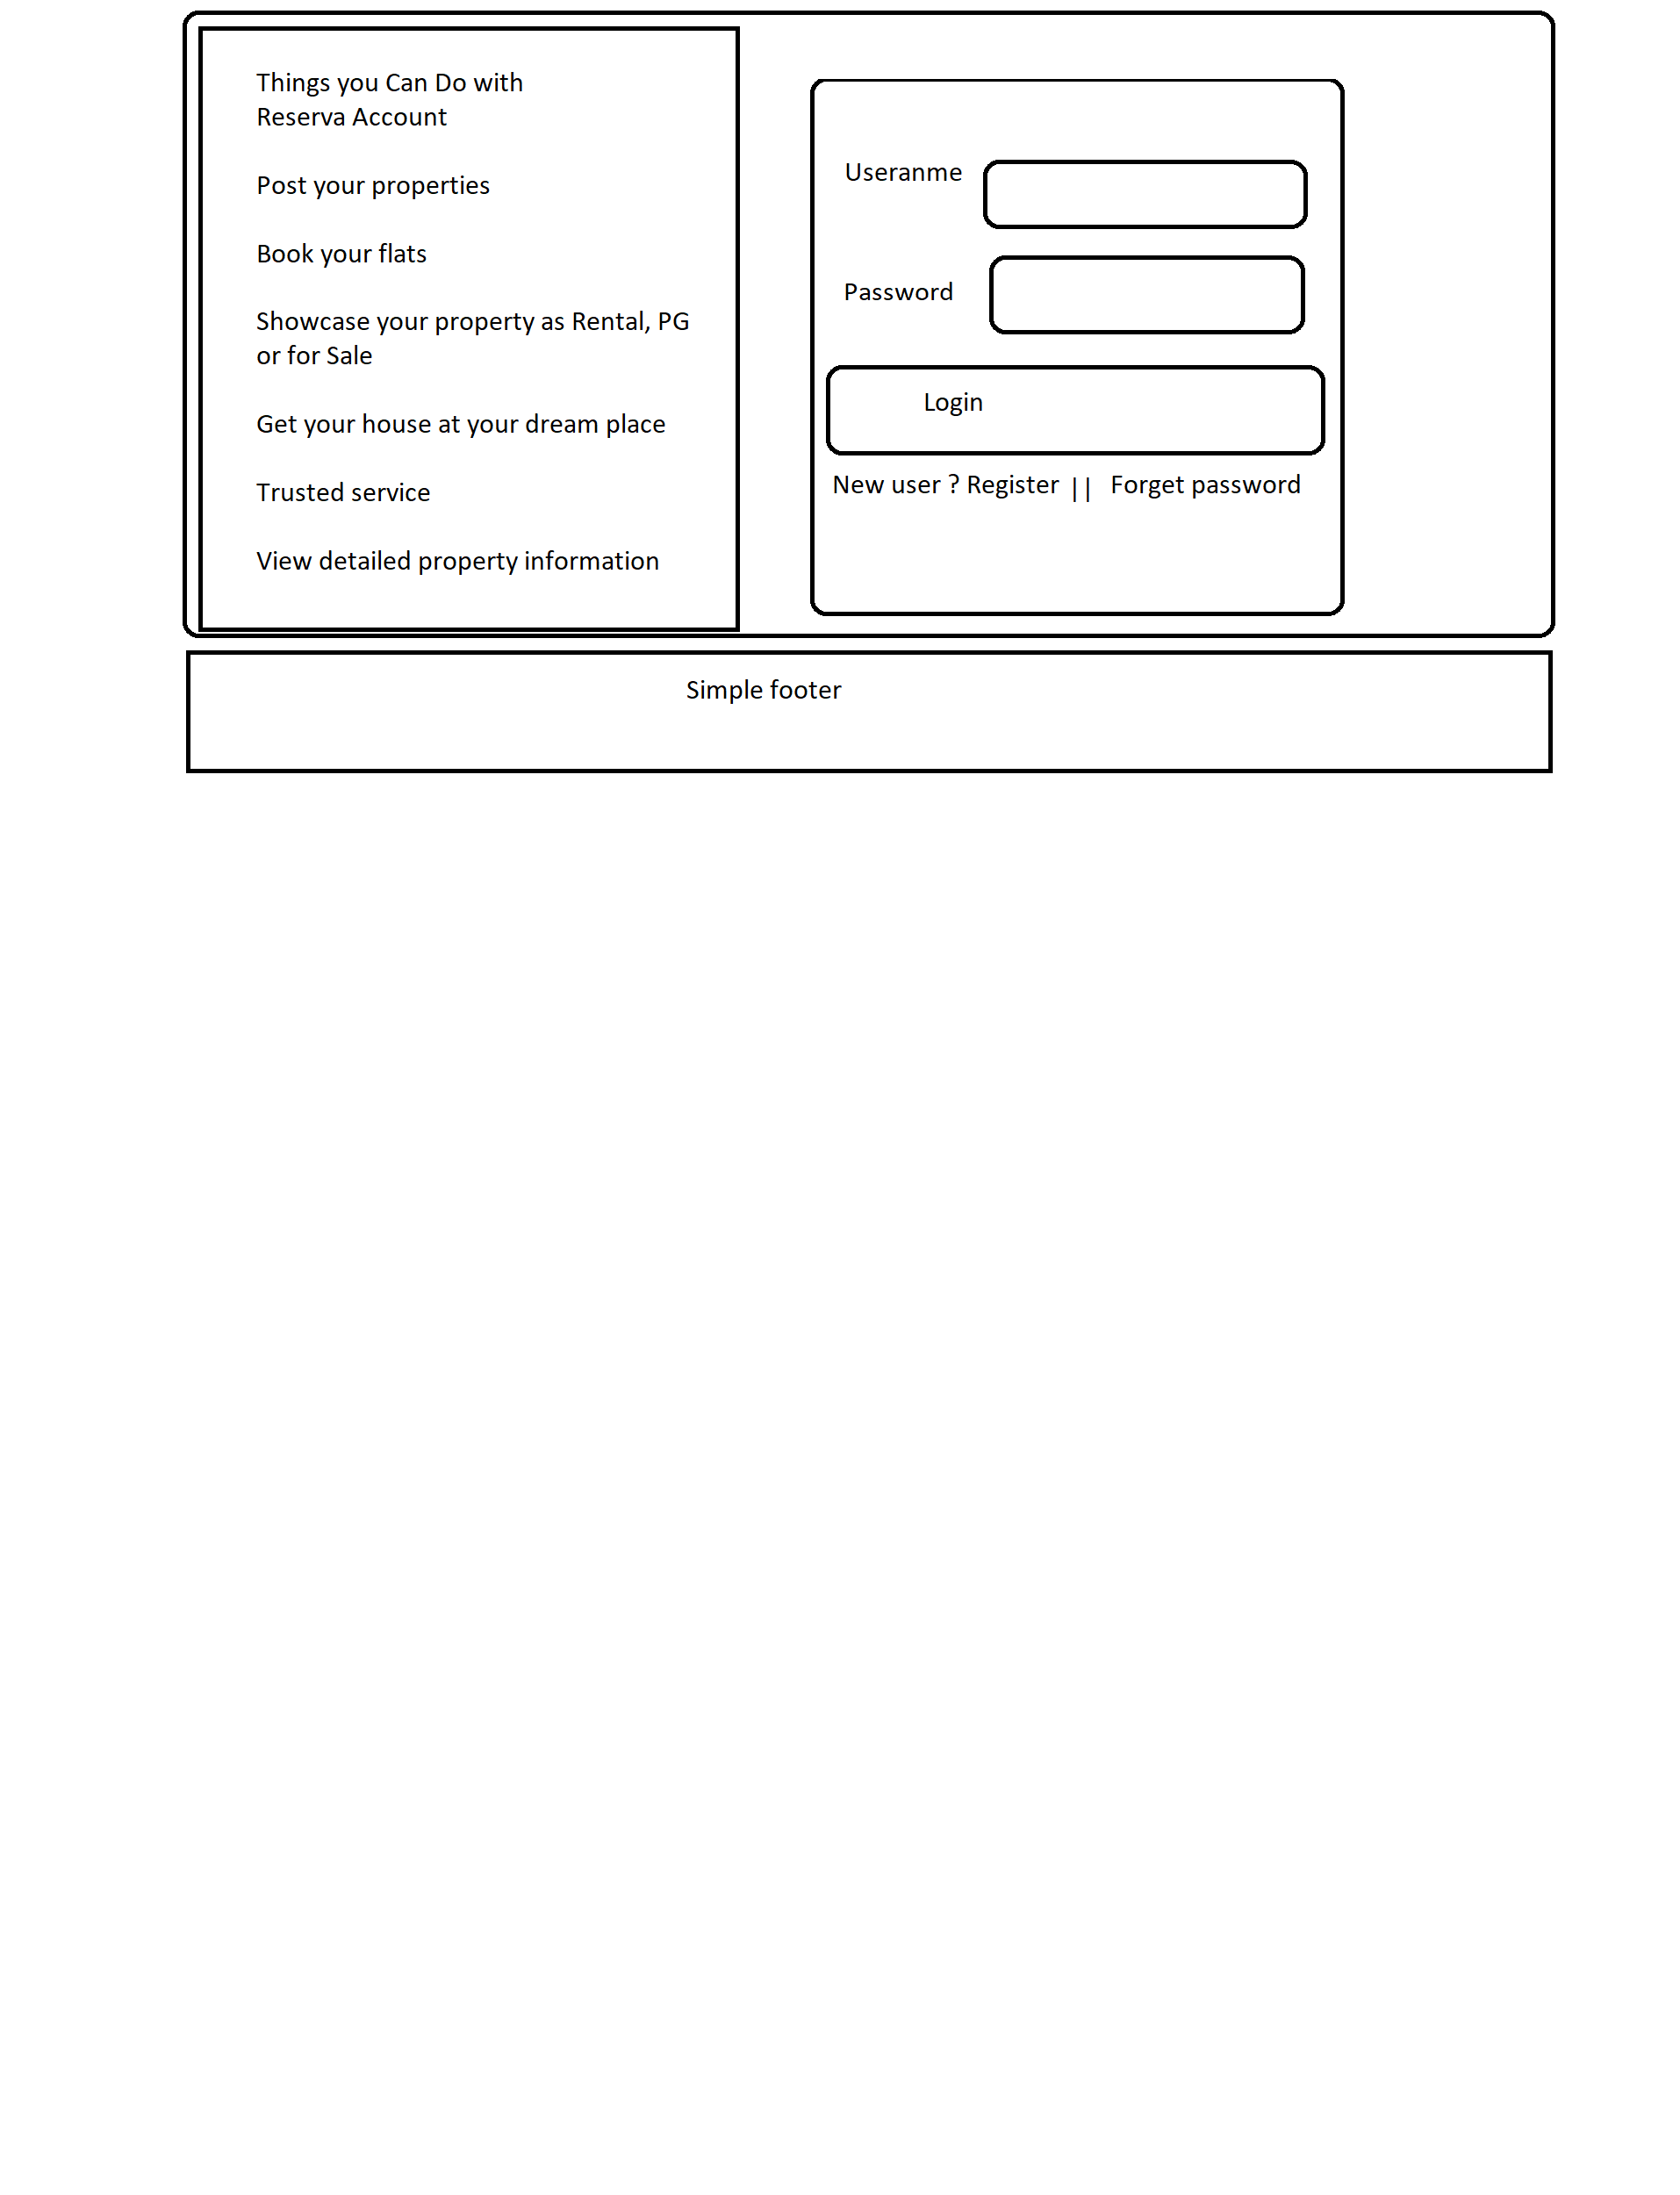 Things you Can Do with
Reserva Account
Post your properties
Book your flats
Showcase your property as Rental, PG
or for Sale
Get your house at your dream place
Trusted service
View detailed property information
Useranme
Password
Login
New user ? Register || Forget password
Simple footer